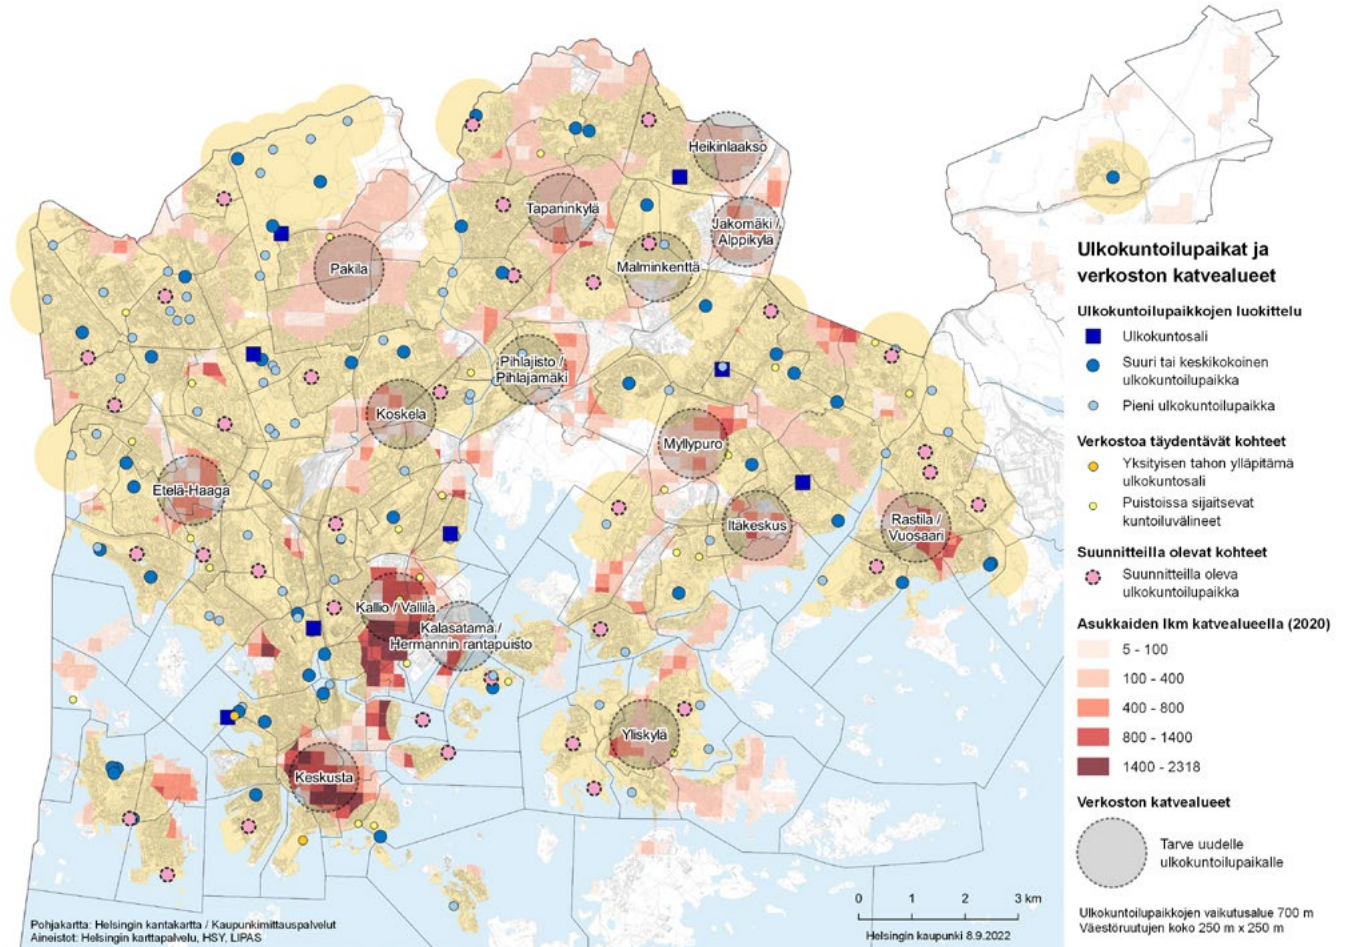 Heikinlaakso
Tapaninkylä
Jakomäki /
Alppikylä
Malminkenttä
Pakila
Pihlajisto /
Pihlajamäki
Koskela
Myllypuro
Etelä-Haaga
Itäkeskus
Rastila /
Vuosaari
Kallio / Vallila
Kalasatama /
Hermannin rantapuisto
Yliskylä
Keskusta
Ulkokuntoilupaikat ja
verkoston katvealueet
Ulkokuntoilupaikkojen luokittelu
Ulkokuntosali
Suuri tai keskikokoinen
ulkokuntoilupaikka
Pieni ulkokuntoilupaikka
Verkostoa täydentävät kohteet
Yksityisen tahon ylläpitämä
ulkokuntosali
Puistoissa sijaitsevat
kuntoiluvälineet
Suunnitteilla olevat kohteet
Suunnitteilla oleva
ulkokuntoilupaikka
Asukkaiden lkm katvealueella (2020)
5 - 100
100 - 400
400 - 800
800 - 1400
1400 - 2318
Verkoston katvealueet
Tarve uudelle
ulkokuntoilupaikalle
Ulkokuntoilupaikkojen vaikutusalue 700 m
Väestöruutujen koko 250 m x 250 m
0 1 2 3 km
Helsingin kaupunki 8.9.2022
Pohjakartta: Helsingin kantakartta / Kaupunkimittauspalvelut
Aineistot: Helsingin karttapalvelu, HSY, LIPAS